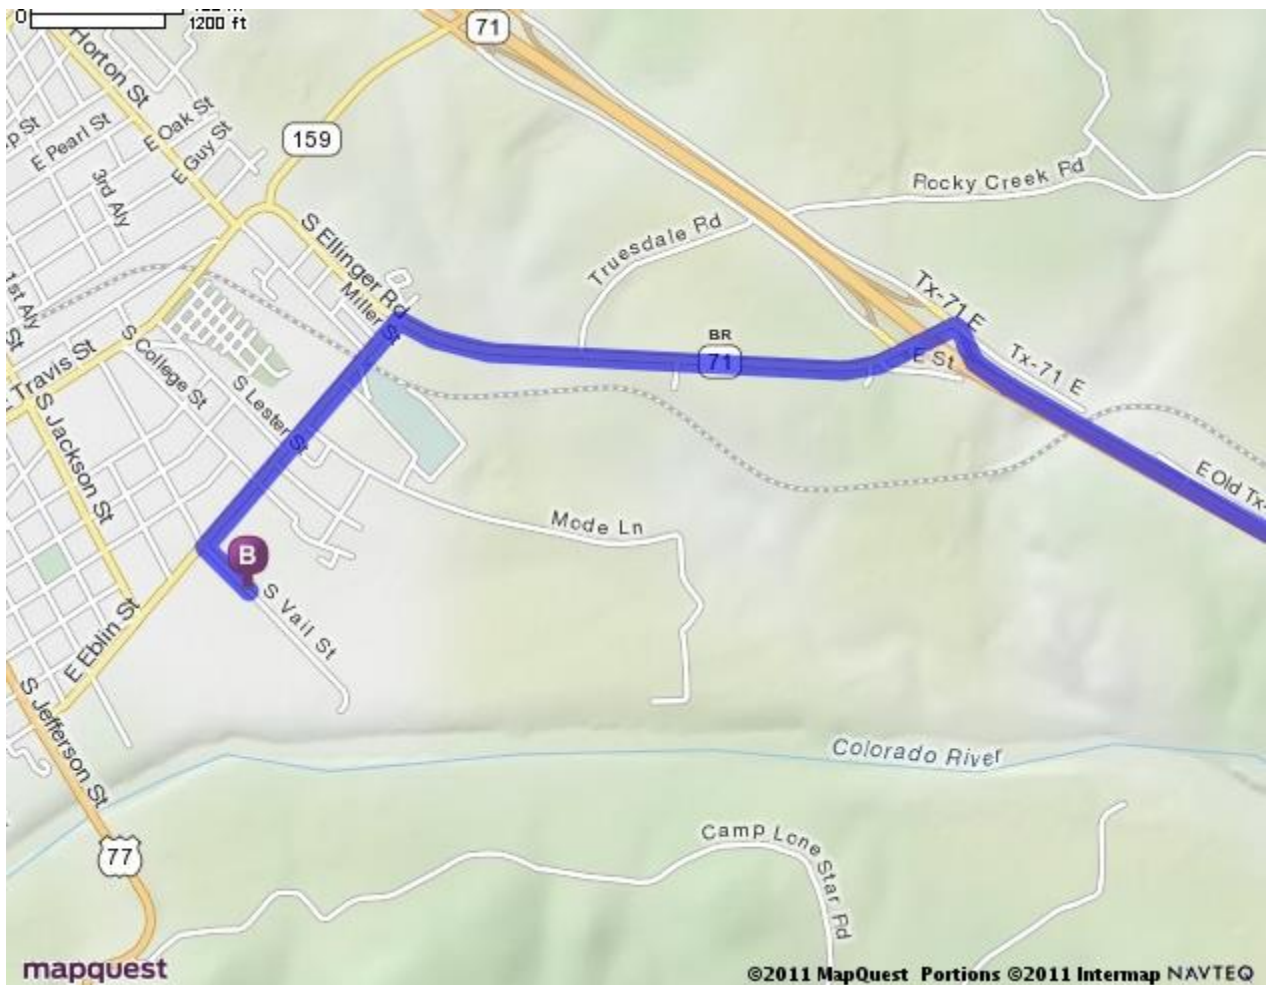 0
1200 ft
71
Horton St
159
E Oak St
E Pearl St
E Guy St
3rd Aly
Rocky Creek Rd
S Ellinger Rd
Truesdale Rd
1st Aly
Miller St
Tx-71 E
St
BR
71
E St
Tx-71 E
S College St
Travis St
S Lester St
S Jackson St
E Old Tx-
Mode Ln
B
S Vail St
E Eblin St
S Jefferson St
Colorado River
77
Camp Lone Star Rd
mapquest
©2011 MapQuest Portions ©2011 Intermap NAVTEQ